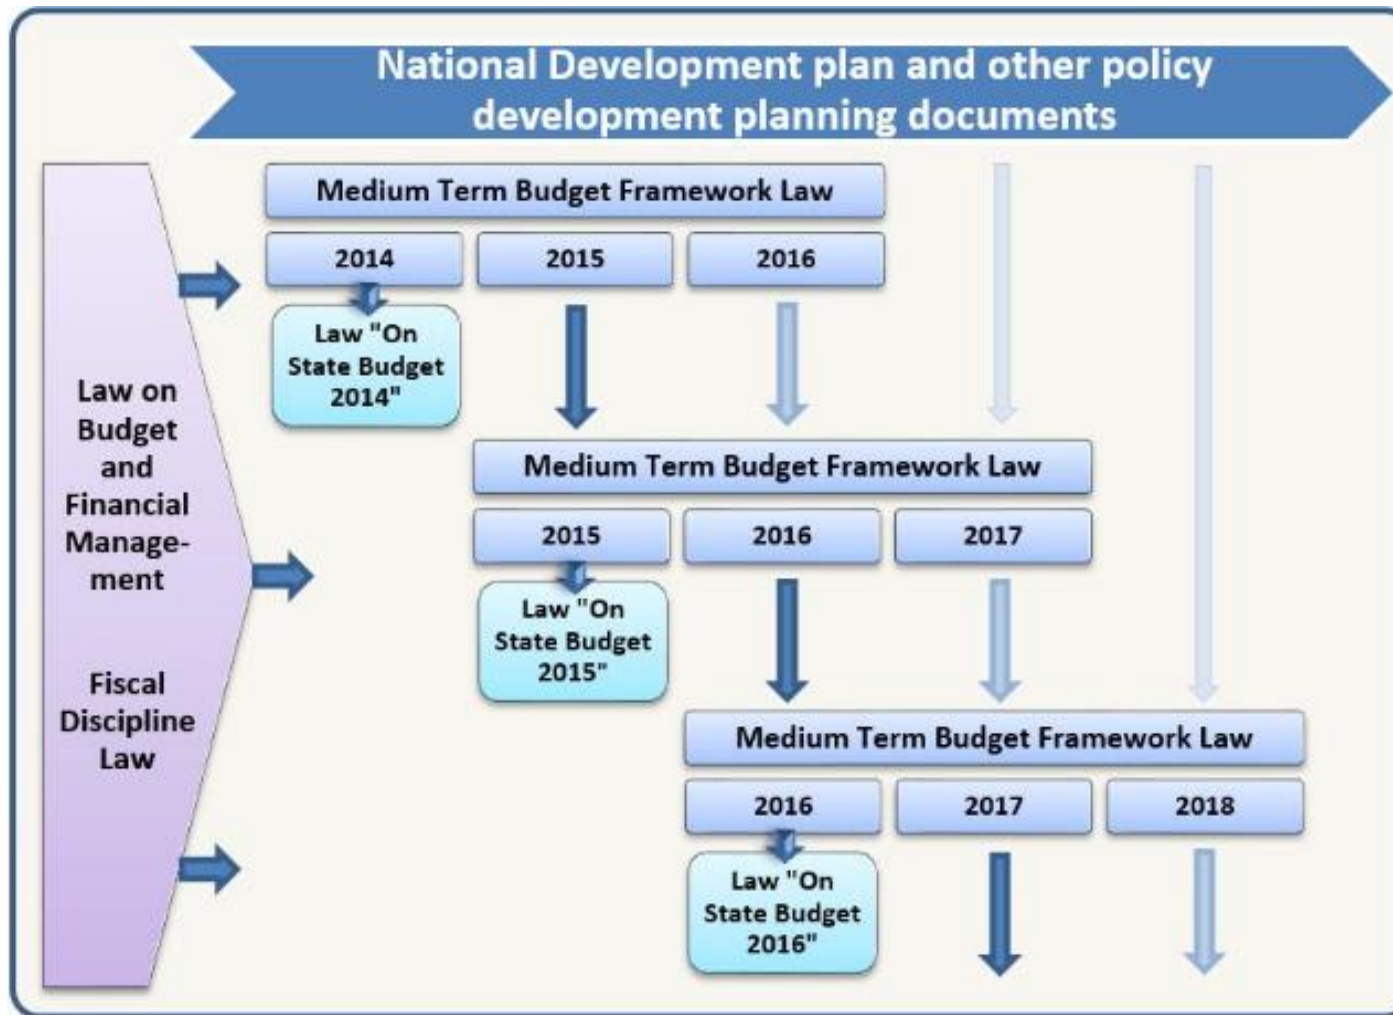 National Development plan and other policy
development planning documents
Medium Term Budget Framework Law
2014
2015
2016
Law "On
State Budget
2014"
Law on
Budget
and
Financial
Manage-
ment
Fiscal
Discipline
Law
Medium Term Budget Framework Law
2015
2016
2017
Law "On
State Budget
2015"
Medium Term Budget Framework Law
2016
2017
2018
Law "On
State Budget
2016"